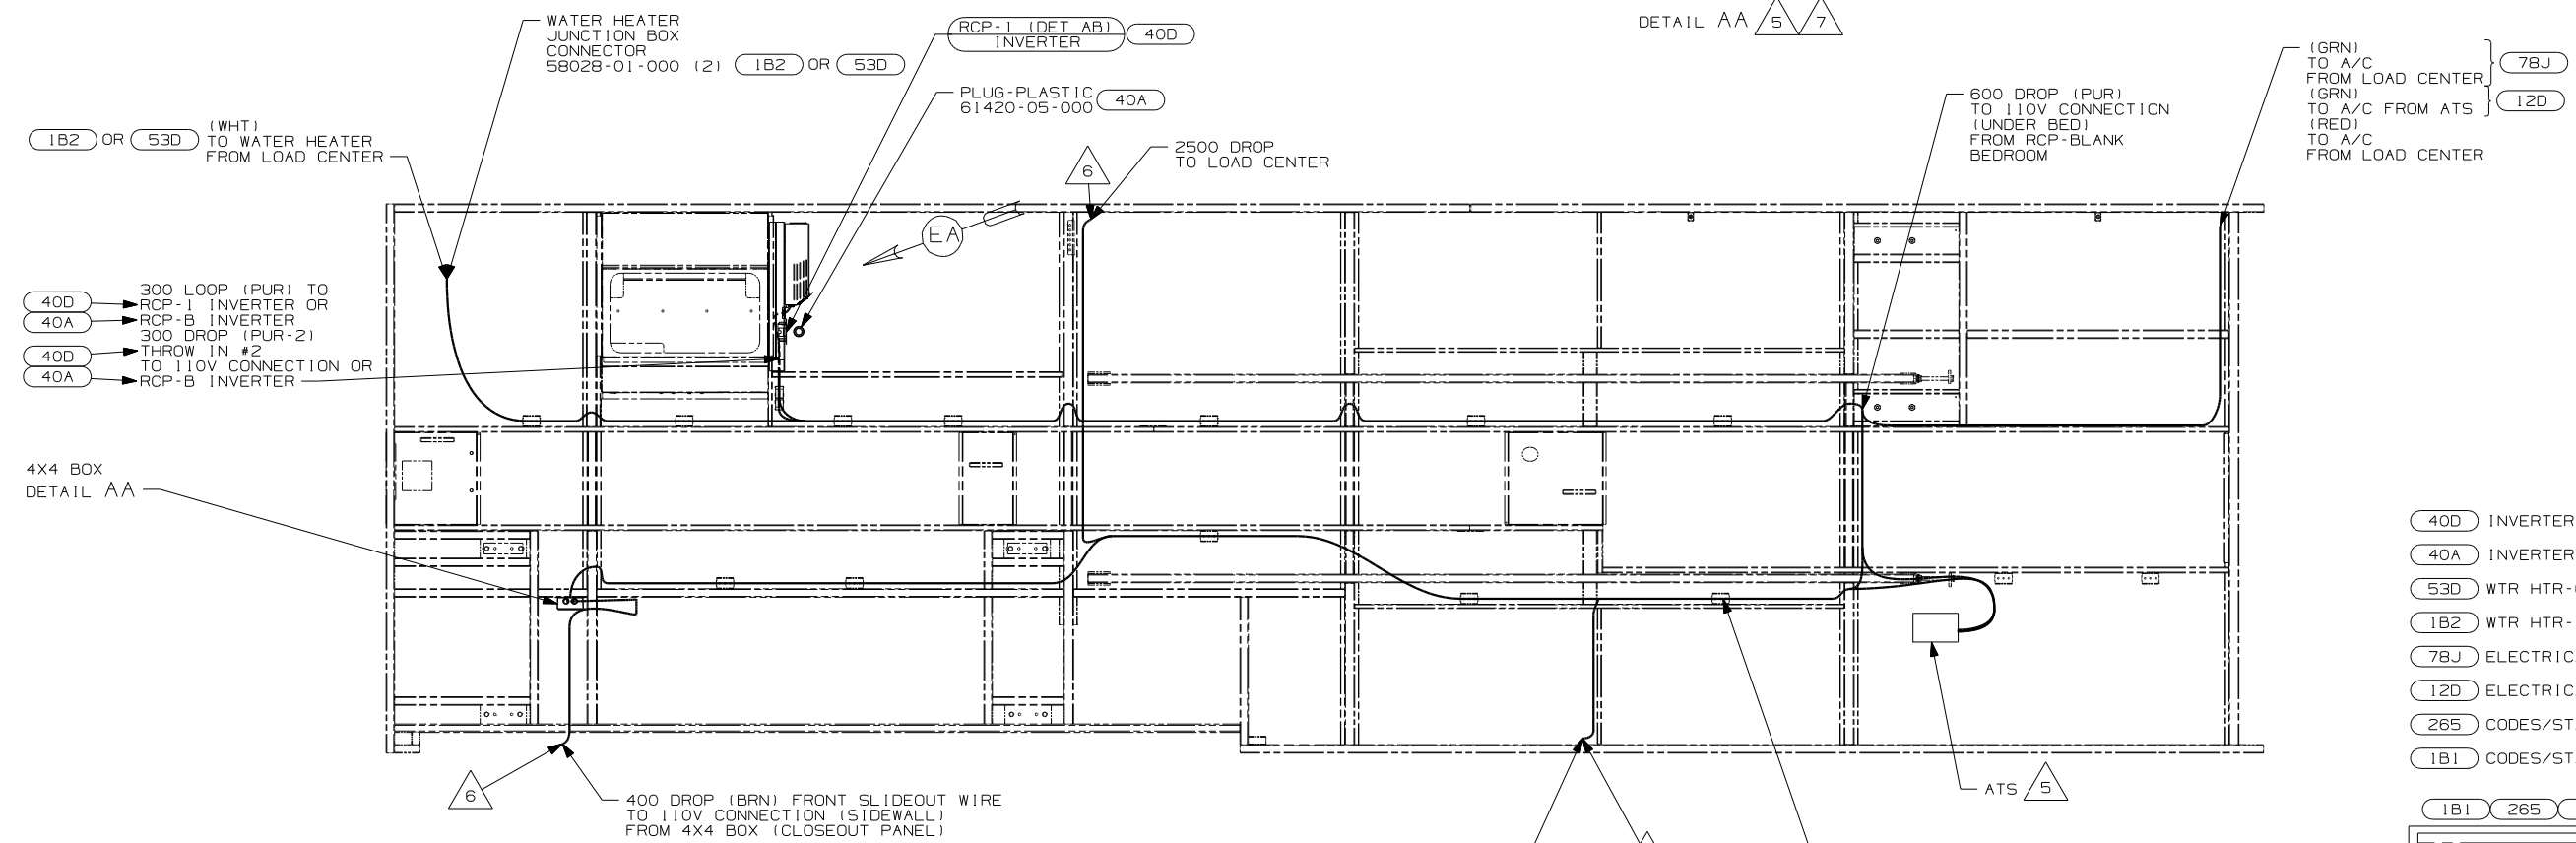 DETAIL AA 5 7
WATER HEATER
JUNCTION BOX
CONNECTOR
58028-01-000 (2) 1B2 OR 53D
RCP-1 (DET AB)
INVERTER
40D
PLUG-PLASTIC
61420-05-000 40A
(GRN)
TO A/C
FROM LOAD CENTER
78J
(GRN)
TO A/C FROM ATS
12D
(RED)
TO A/C
FROM LOAD CENTER
600 DROP (PUR)
TO 110V CONNECTION
(UNDER BED)
FROM RCP-BLANK
BEDROOM
1B2 OR 53D
(WHT)
TO WATER HEATER
FROM LOAD CENTER
2500 DROP
TO LOAD CENTER
6
EA
40D
40A
300 LOOP (PUR) TO
RCP-1 INVERTER OR
RCP-B INVERTER
300 DROP (PUR-2)
40D
THROW IN #2
TO 110V CONNECTION OR
40A
RCP-B INVERTER
4X4 BOX
DETAIL AA
40D INVERTER
40A INVERTER
53D WTR HTR-
1B2 WTR HTR-
78J ELECTRIC
12D ELECTRIC
265 CODES/ST
1B1 CODES/ST
1B1 265
ATS 5
6
400 DROP (BRN) FRONT SLIDEOUT WIRE
TO 110V CONNECTION (SIDEWALL)
FROM 4X4 BOX (CLOSEOUT PANEL)